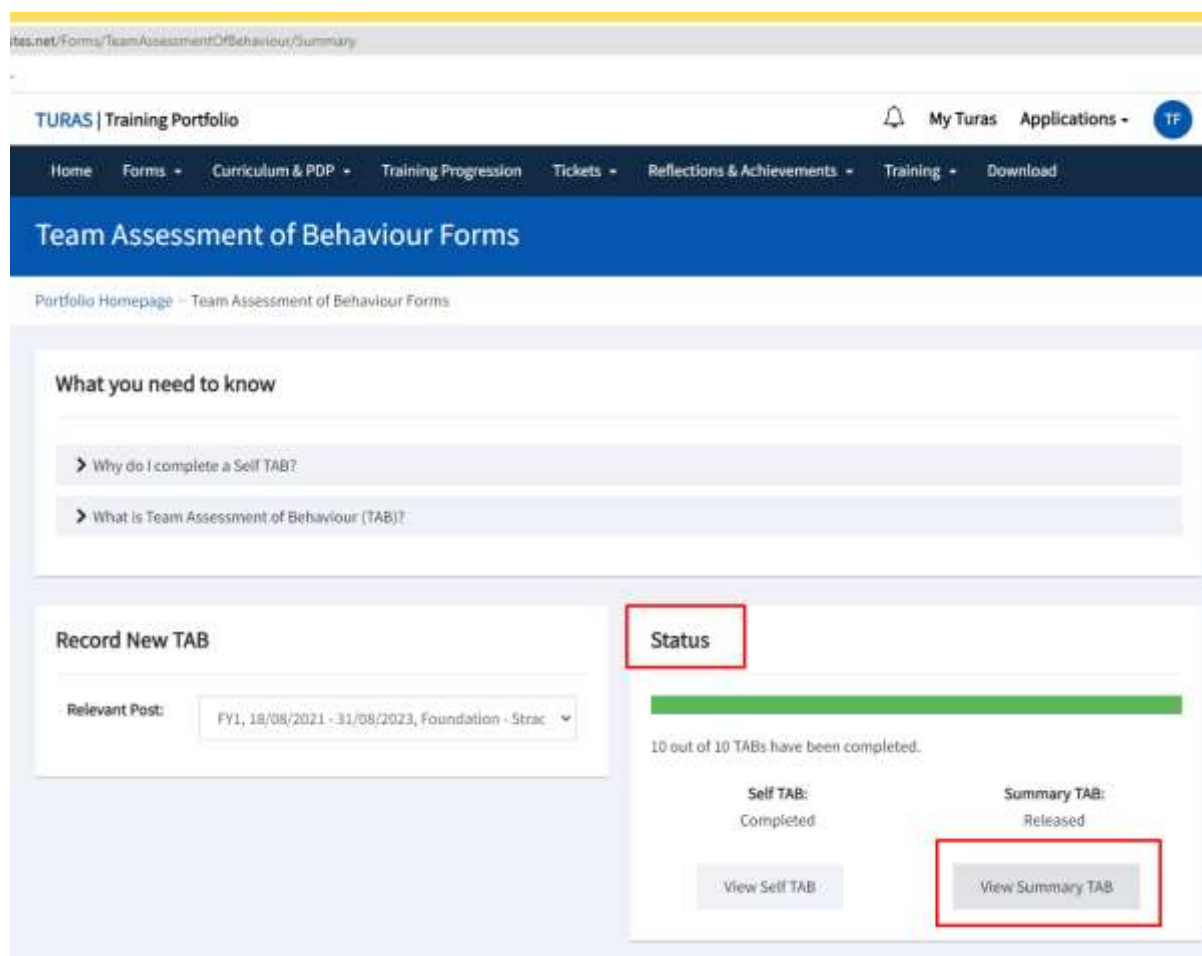 tes.net/Forms/TeamAssessmentOfBehaviour/Summary
TURAS | Training Portfolio
My Turas Applications TF
Home Forms Curriculum & PDP Training Progression Tickets Reflections & Achievements Training Download
Team Assessment of Behaviour Forms
Portfolio Homepage – Team Assessment of Behaviour Forms
What you need to know
Why do I complete a Self TAB?
What is Team Assessment of Behaviour (TAB)?
Record New TAB
Relevant Post: FY1, 18/08/2021 - 31/08/2023, Foundation - Strac
Status
10 out of 10 TABs have been completed.
Self TAB: Summary TAB:
Completed Released
View Self TAB View Summary TAB